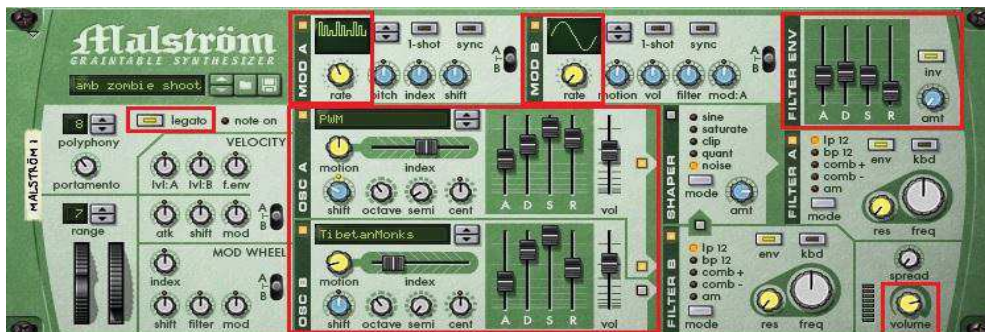 Malström
GRAINTABLE SYNTHESIZER
amb zombie shoot
MOD A
1-shot sync
A
B
rate pitch index shift
MOD B
1-shot sync
A
B
rate motion vol filter mod:A
FILTER ENV
inv
A D S R amt
MALSTRÖM 1
8
polyphony
legato note on
VELOCITY
portamento lvl:A lvl:B f.env
7
range
atk shift mod
A
B
MOD WHEEL
index
A
B
shift filter mod
OSC A
PWM
motion index
shift octave semi cent A D S R vol
OSC B
TibetanMonks
motion index
shift octave semi cent A D S R vol
SHAPER
sine
saturate
clip
quant
noise
mode amt
FILTER A
lp 12
bp 12
comb +
comb -
am
env kbd
mode res freq
FILTER B
lp 12
bp 12
comb +
comb -
am
env kbd
mode res freq
spread
volume